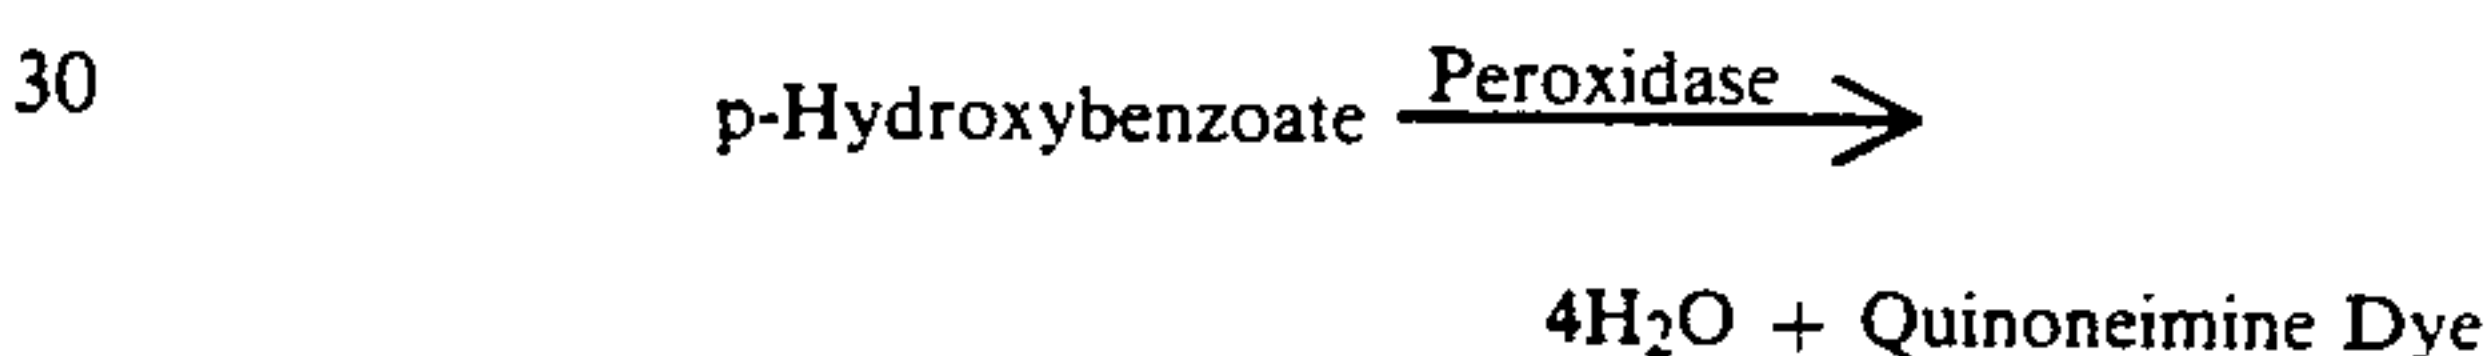 30
Peroxidase
p-Hydroxybenzoate
4H₂O + Quinoneimine Dye